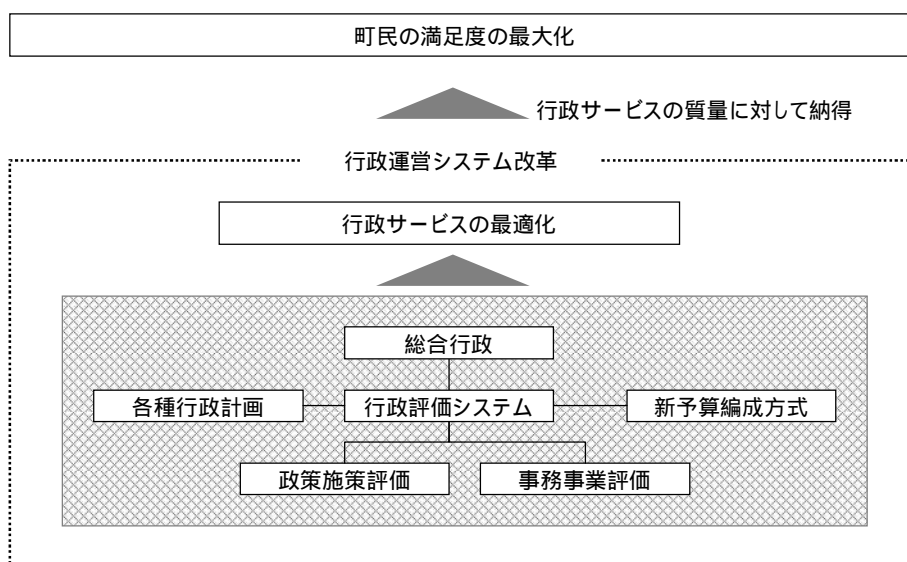 町民の満足度の最大化
行政サービスの質量に対して納得
行政運営システム改革
行政サービスの最適化
総合行政
各種行政計画
行政評価システム
新予算編成方式
政策施策評価
事務事業評価